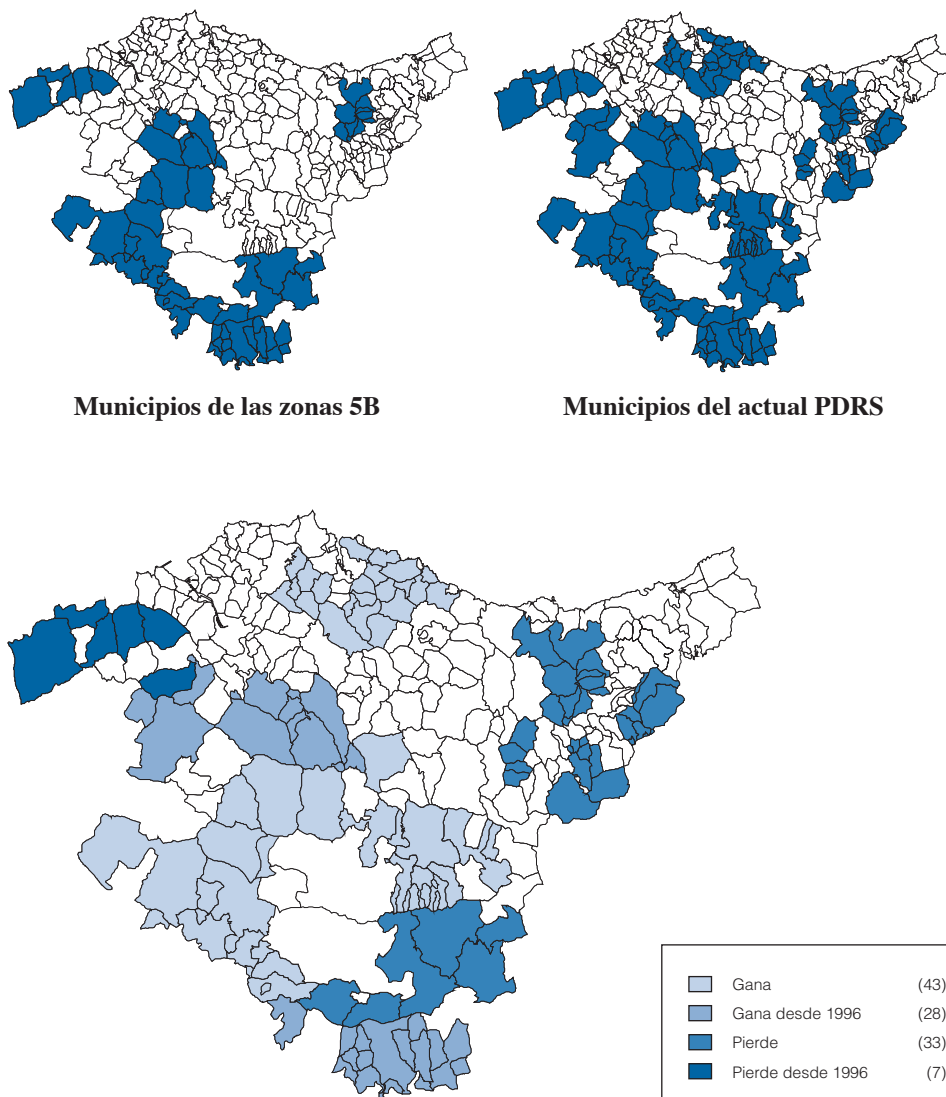 Municipios de las zonas 5B
Municipios del actual PDRS
Gana (43)
Gana desde 1996 (28)
Pierde (33)
Pierde desde 1996 (7)